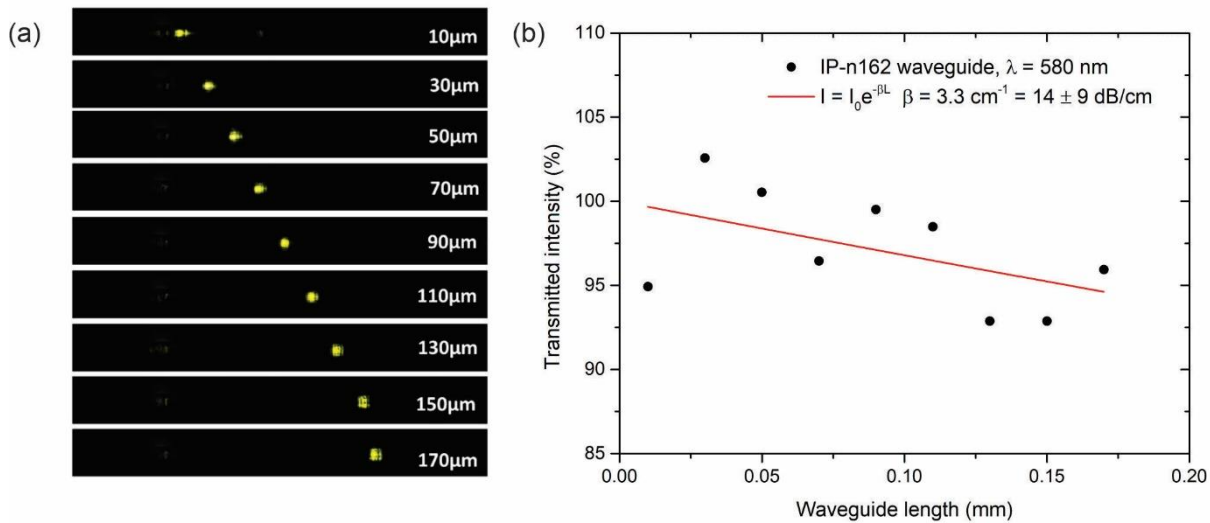 (a)
10μm
30μm
50μm
70μm
90μm
110μm
130μm
150μm
170μm
(b)
110
105
100
95
90
85
0.00
0.05
0.10
0.15
0.20
Transmitted intensity (%)
Waveguide length (mm)
IP-n162 waveguide, λ = 580 nm
I = I₀e^-βL β = 3.3 cm⁻¹ = 14 ± 9 dB/cm